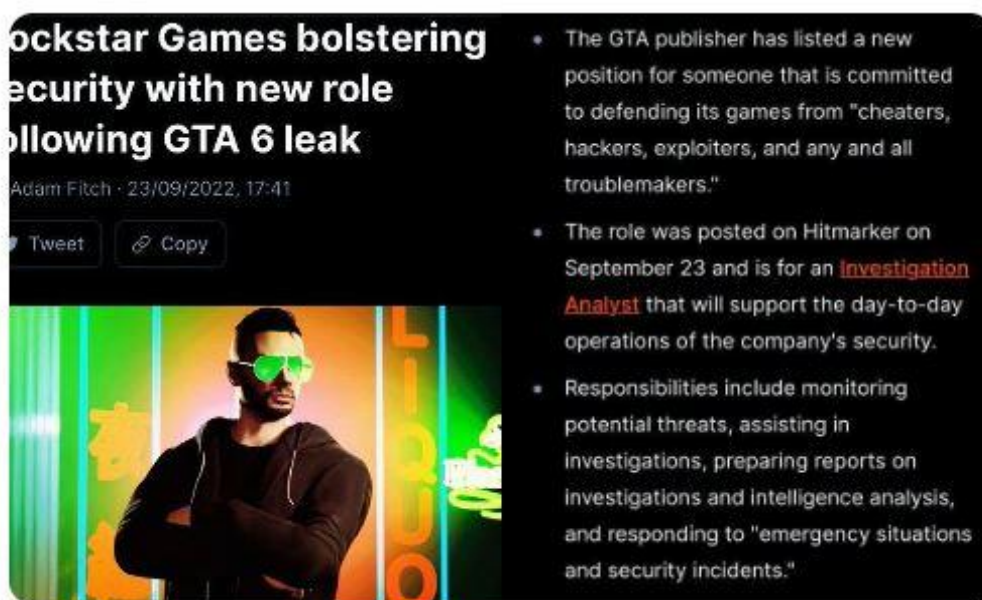 ockstar Games bolstering
ecurity with new role
ollowing GTA 6 leak
Adam Fitch · 23/09/2022, 17:41
Tweet
Copy
LIQUO
The GTA publisher has listed a new
position for someone that is committed
to defending its games from "cheaters,
hackers, exploiters, and any and all
troublemakers."
The role was posted on Hitmarker on
September 23 and is for an Investigation
Analyst that will support the day-to-day
operations of the company's security.
Responsibilities include monitoring
potential threats, assisting in
investigations, preparing reports on
investigations and intelligence analysis,
and responding to "emergency situations
and security incidents."